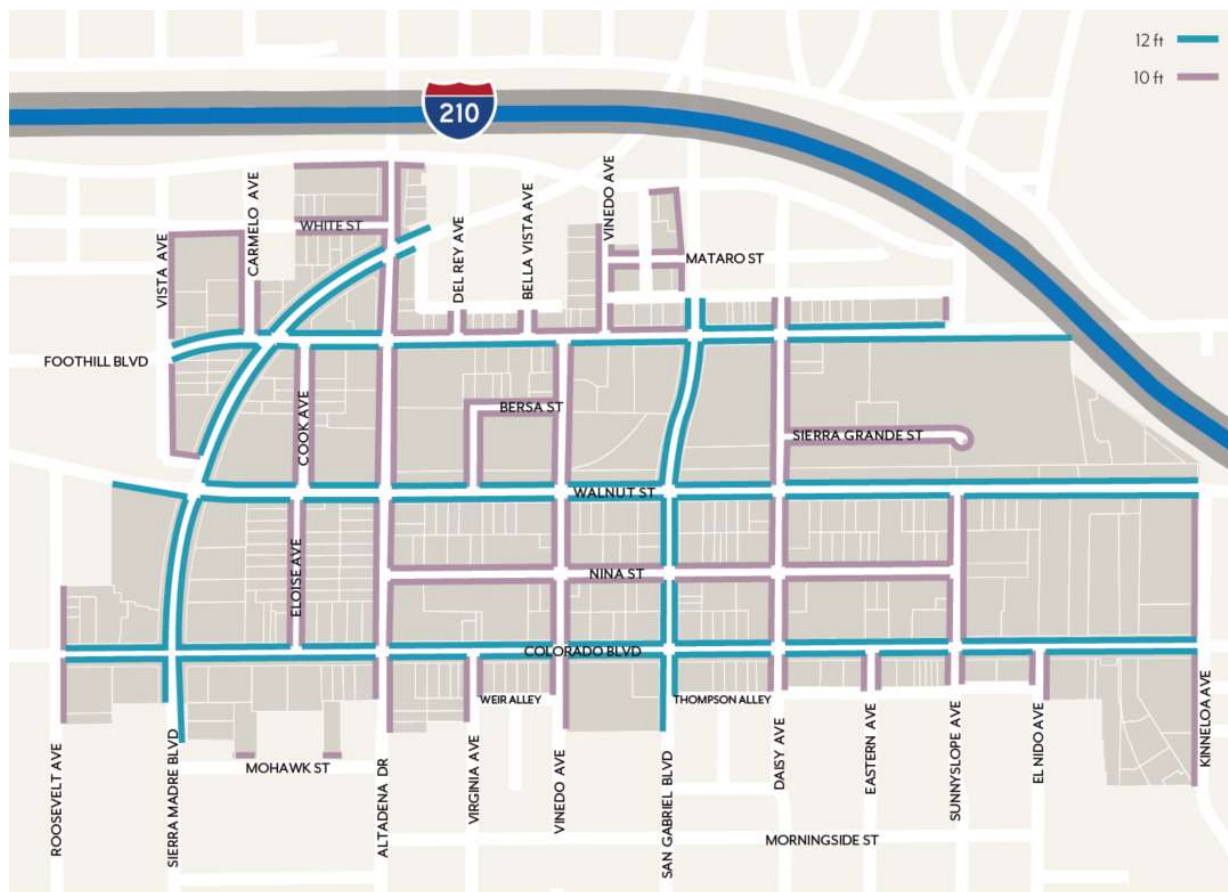 12 ft
10 ft
210
VISTA AVE
CARMELO AVE
WHITE ST
DEL REY AVE
BELLA VISTA AVE
VINEDO AVE
MATARO ST
FOOTHILL BLVD
COOK AVE
BERSA ST
SIERRA GRANDE ST
WALNUT ST
ELOISE AVE
NINA ST
COLORADO BLVD
WEIR ALLEY
THOMPSON ALLEY
MOHAWK ST
ROOSEVELT AVE
SIERRA MADRE BLVD
ALTADENA DR
VIRGINIA AVE
VINEDO AVE
SAN GABRIEL BLVD
DAISY AVE
EASTERN AVE
SUNNYSLOPE AVE
EL NIDO AVE
KINNELOA AVE
MORNINGSIDE ST